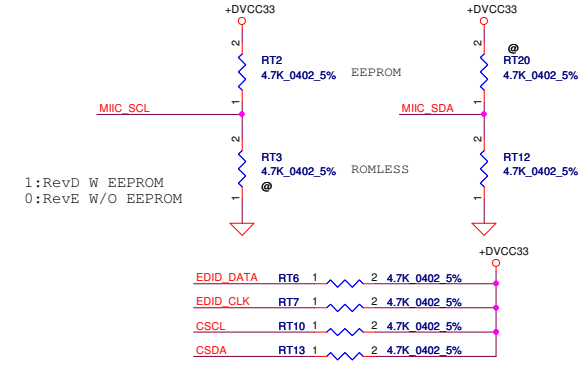 +DVCC33 +DVCC33
2 2 @
RT2 RT20
4.7K_0402_5% EEPROM 4.7K_0402_5%
1 1
MIIC_SCL MIIC_SDA
2 2
RT3 RT12
4.7K_0402_5% ROMLESS 4.7K_0402_5%
@
1:RevD W EEPROM
0:RevE W/O EEPROM
1 1
+DVCC33
EDID_DATA RT6 1 2 4.7K_0402_5%
EDID_CLK RT7 1 2 4.7K_0402_5%
CSCL RT10 1 2 4.7K_0402_5%
CSDA RT13 1 2 4.7K_0402_5%